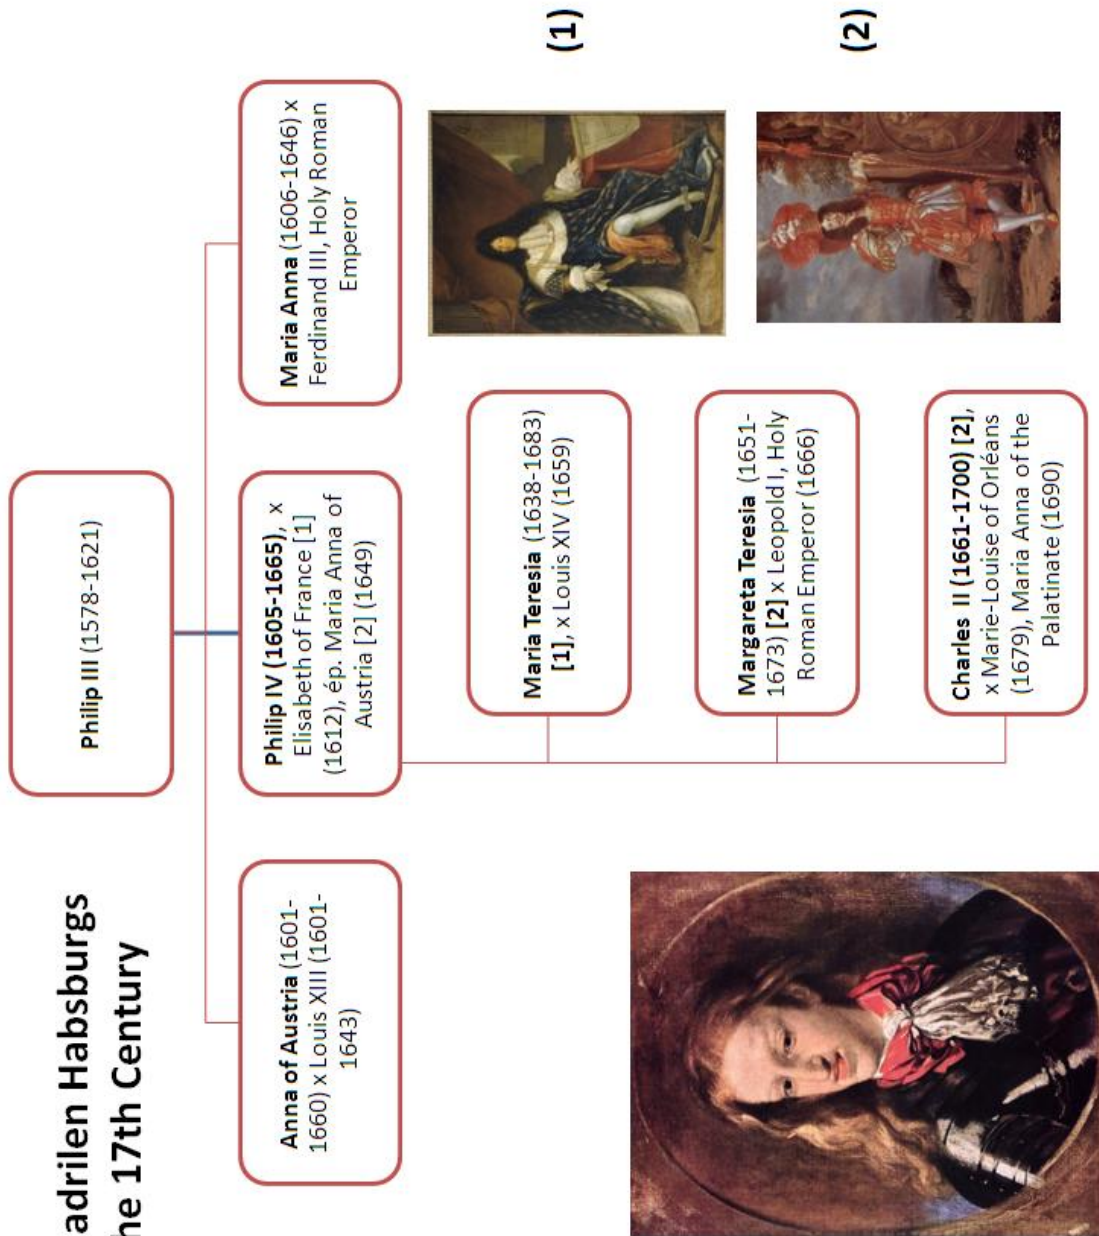 adrilen Habsburgs
he 17th Century
Philip III (1578-1621)
Anna of Austria (1601-
1660) x Louis XIII (1601-
1643)
Philip IV (1605-1665), x
Elisabeth of France [1]
(1612), ép. Maria Anna of
Austria [2] (1649)
Maria Anna (1606-1646) x
Ferdinand III, Holy Roman
Emperor
Maria Teresia (1638-1683)
[1], x Louis XIV (1659)
(1)
Margareta Teresia (1651-
1673) [2] x Leopold I, Holy
Roman Emperor (1666)
(2)
Charles II (1661-1700) [2],
x Marie-Louise of Orléans
(1679), Maria Anna of the
Palatinate (1690)